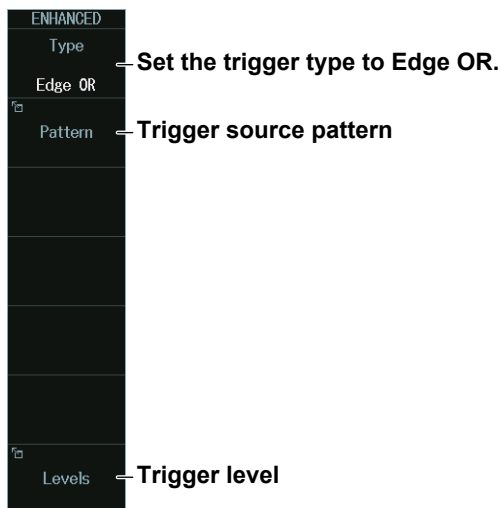 ENHANCED
Type
Set the trigger type to Edge OR.
Edge OR
Pattern
Trigger source pattern
Levels
Trigger level